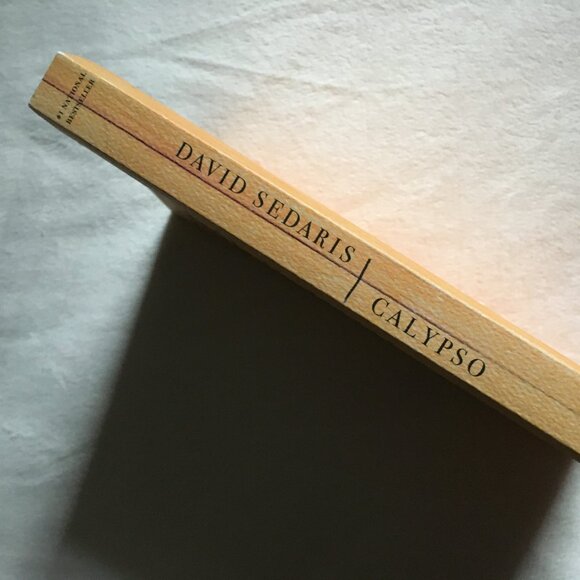 #1 NATIONAL
BESTSELLER
DAVID SEDARIS
CALYPSO